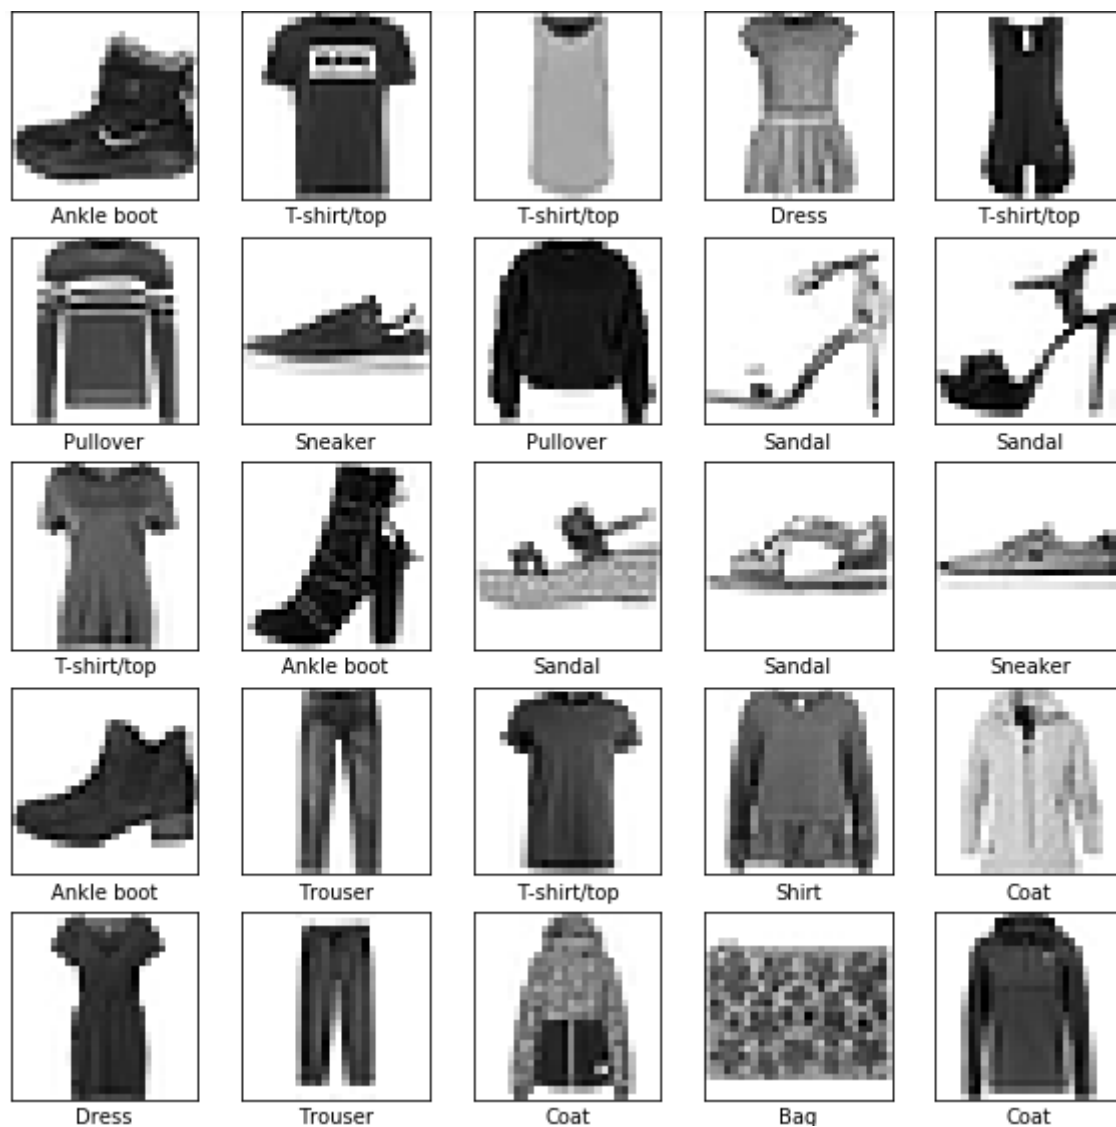 Ankle boot T-shirt/top T-shirt/top Dress T-shirt/top
Pullover Sneaker Pullover Sandal Sandal
T-shirt/top Ankle boot Sandal Sandal Sneaker
Ankle boot Trouser T-shirt/top Shirt Coat
Dress Trouser Coat Bag Coat